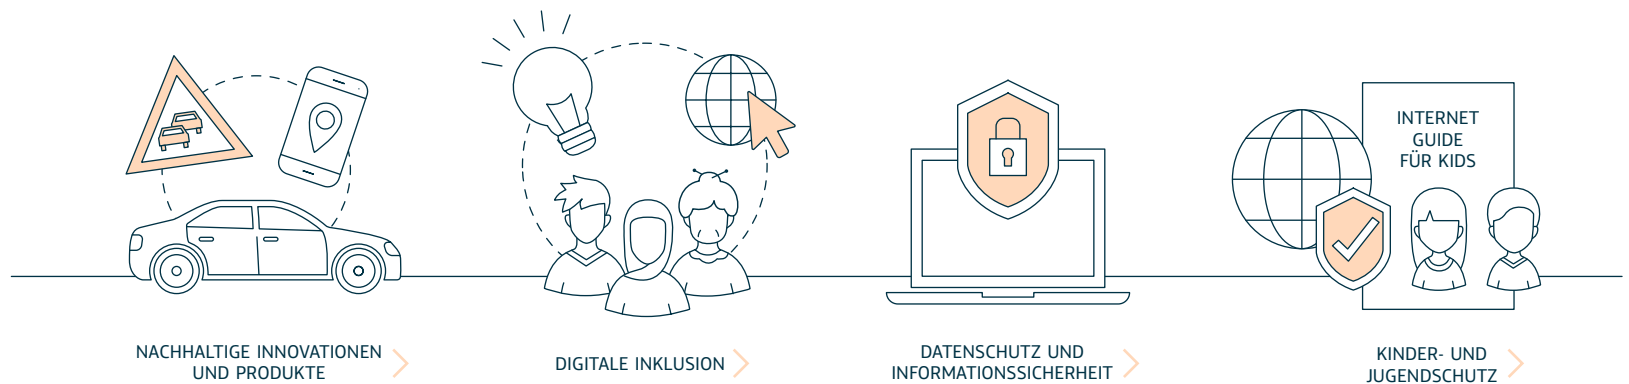 INTERNET
GUIDE
FÜR KIDS
NACHHALTIGE INNOVATIONEN
UND PRODUKTE
DIGITALE INKLUSION
DATENSCHUTZ UND
INFORMATIONSSICHERHEIT
KINDER- UND
JUGENDSCHUTZ